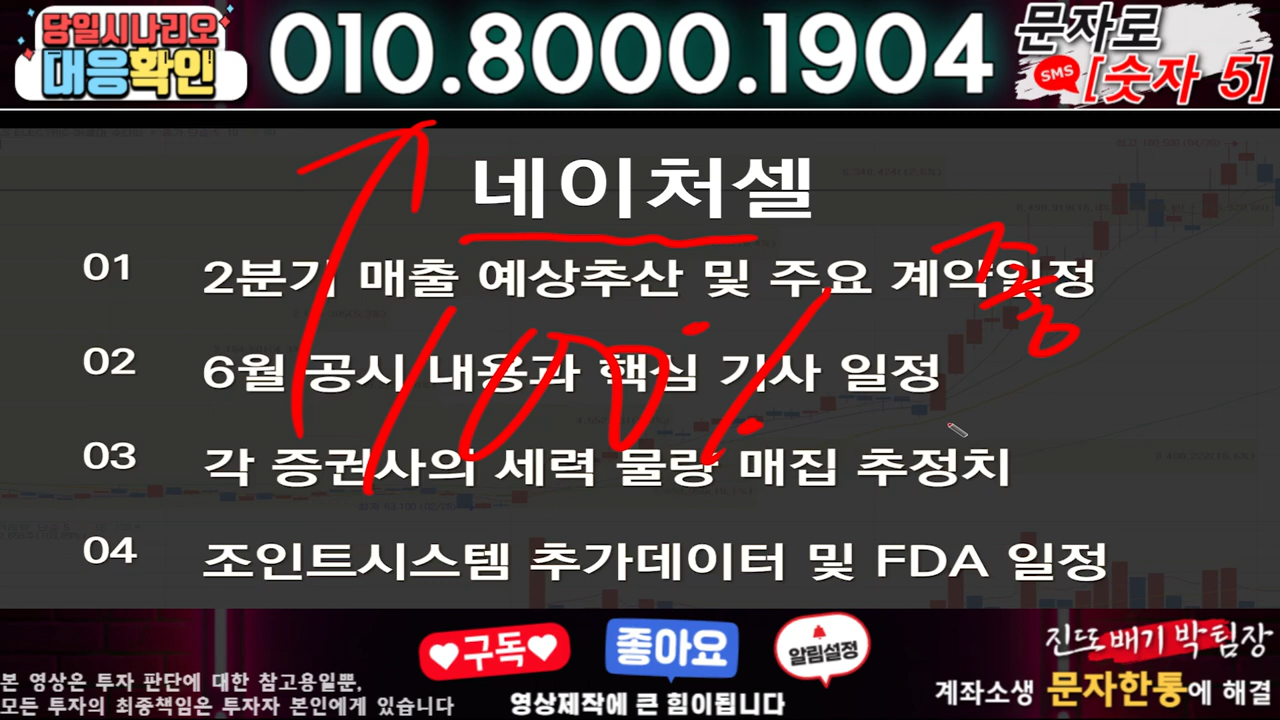 당일시나리오
대응확인
010.8000.1904
문자로
SMS
[숫자 5]
네이처셀
01 2분기 매출 예상추산 및 주요 계약일정
02 6월 공시 내용과 핵심 기사 일정
03 각 증권사의 세력 물량 매집 추정치
04 조인트시스템 추가데이터 및 FDA 일정
100%
구독
좋아요
알림설정
영상제작에 큰 힘이됩니다
본 영상은 투자 판단에 대한 참고용일뿐,
모든 투자의 최종책임은 투자자 본인에게 있습니다
진또배기 박팀장
계좌소생 문자한통에 해결